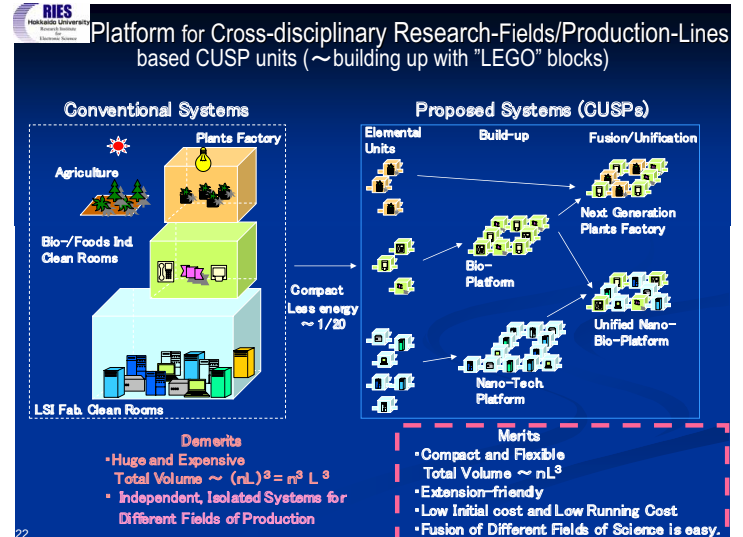 RIES
Hokkaido University
Research Institute
for
Electronic Science
Platform for Cross-disciplinary Research-Fields/Production-Lines
based CUSP units (～building up with ”LEGO” blocks)
Conventional Systems
Plants Factory
Agriculture
Bio-/Foods Ind.
Clean Rooms
LSI Fab. Clean Rooms
Compact
Less energy
～ 1/20
Proposed Systems (CUSPs)
Elemental
Units
Build-up
Fusion/Unification
Next Generation
Plants Factory
Bio-
Platform
Unified Nano-
Bio-Platform
Nano-Tech.
Platform
Demerits
・Huge and Expensive
Total Volume ～ (nL)³ = n³ L ³
・ Independent, Isolated Systems for
Different Fields of Production
Merits
・Compact and Flexible
Total Volume ～ nL³
・Extension-friendly
・Low Initial cost and Low Running Cost
・Fusion of Different Fields of Science is easy.
22